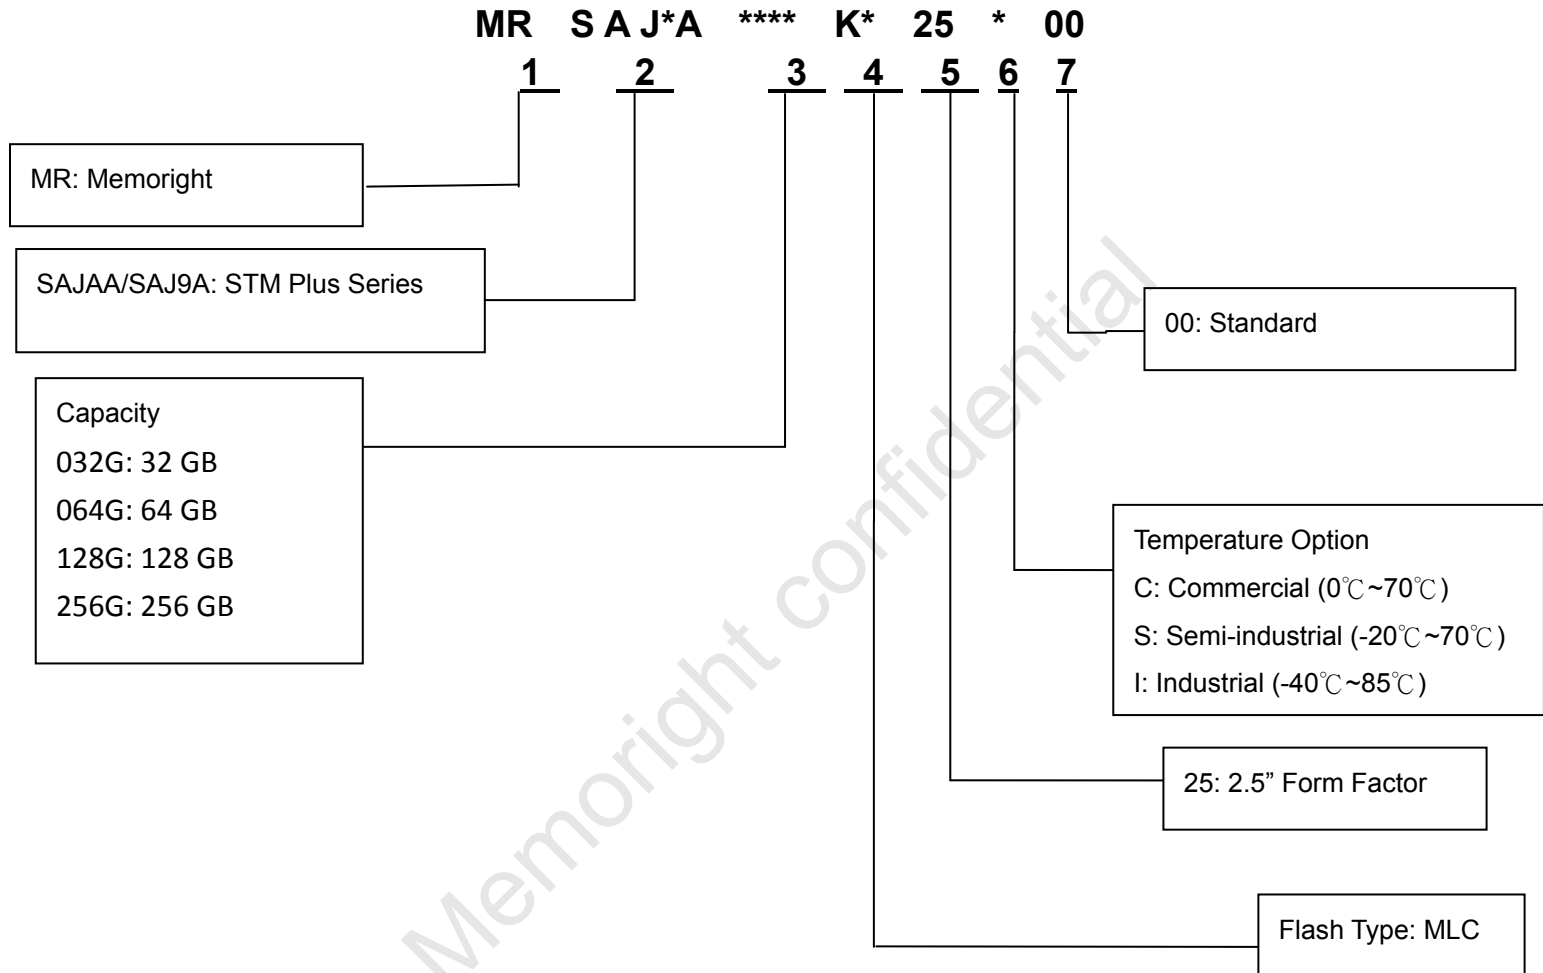 MR S A J*A **** K* 25 * 00
1 2 3 4 5 6 7
MR: Memoright
SAJAA/SAJ9A: STM Plus Series
Capacity
032G: 32 GB
064G: 64 GB
128G: 128 GB
256G: 256 GB
00: Standard
Temperature Option
C: Commercial (0℃~70℃)
S: Semi-industrial (-20℃~70℃)
I: Industrial (-40℃~85℃)
25: 2.5” Form Factor
Flash Type: MLC
Memoright confidential